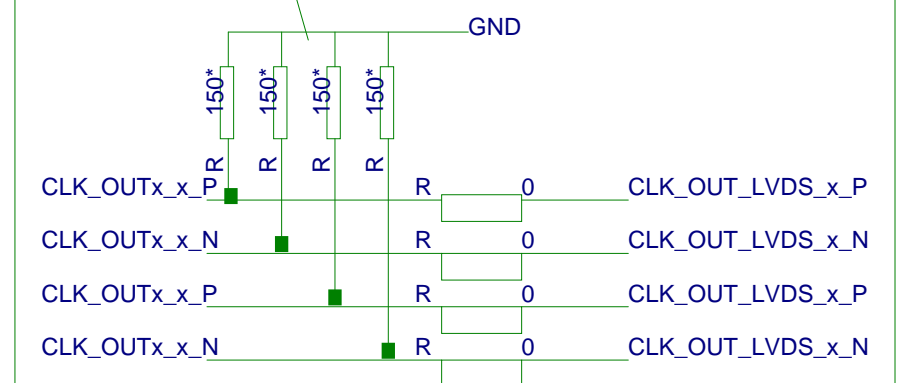 GND
150* 150* 150* 150*
R R R R
CLK_OUTx_x_P R 0 CLK_OUT_LVDS_x_P
CLK_OUTx_x_N R 0 CLK_OUT_LVDS_x_N
CLK_OUTx_x_P R 0 CLK_OUT_LVDS_x_P
CLK_OUTx_x_N R 0 CLK_OUT_LVDS_x_N